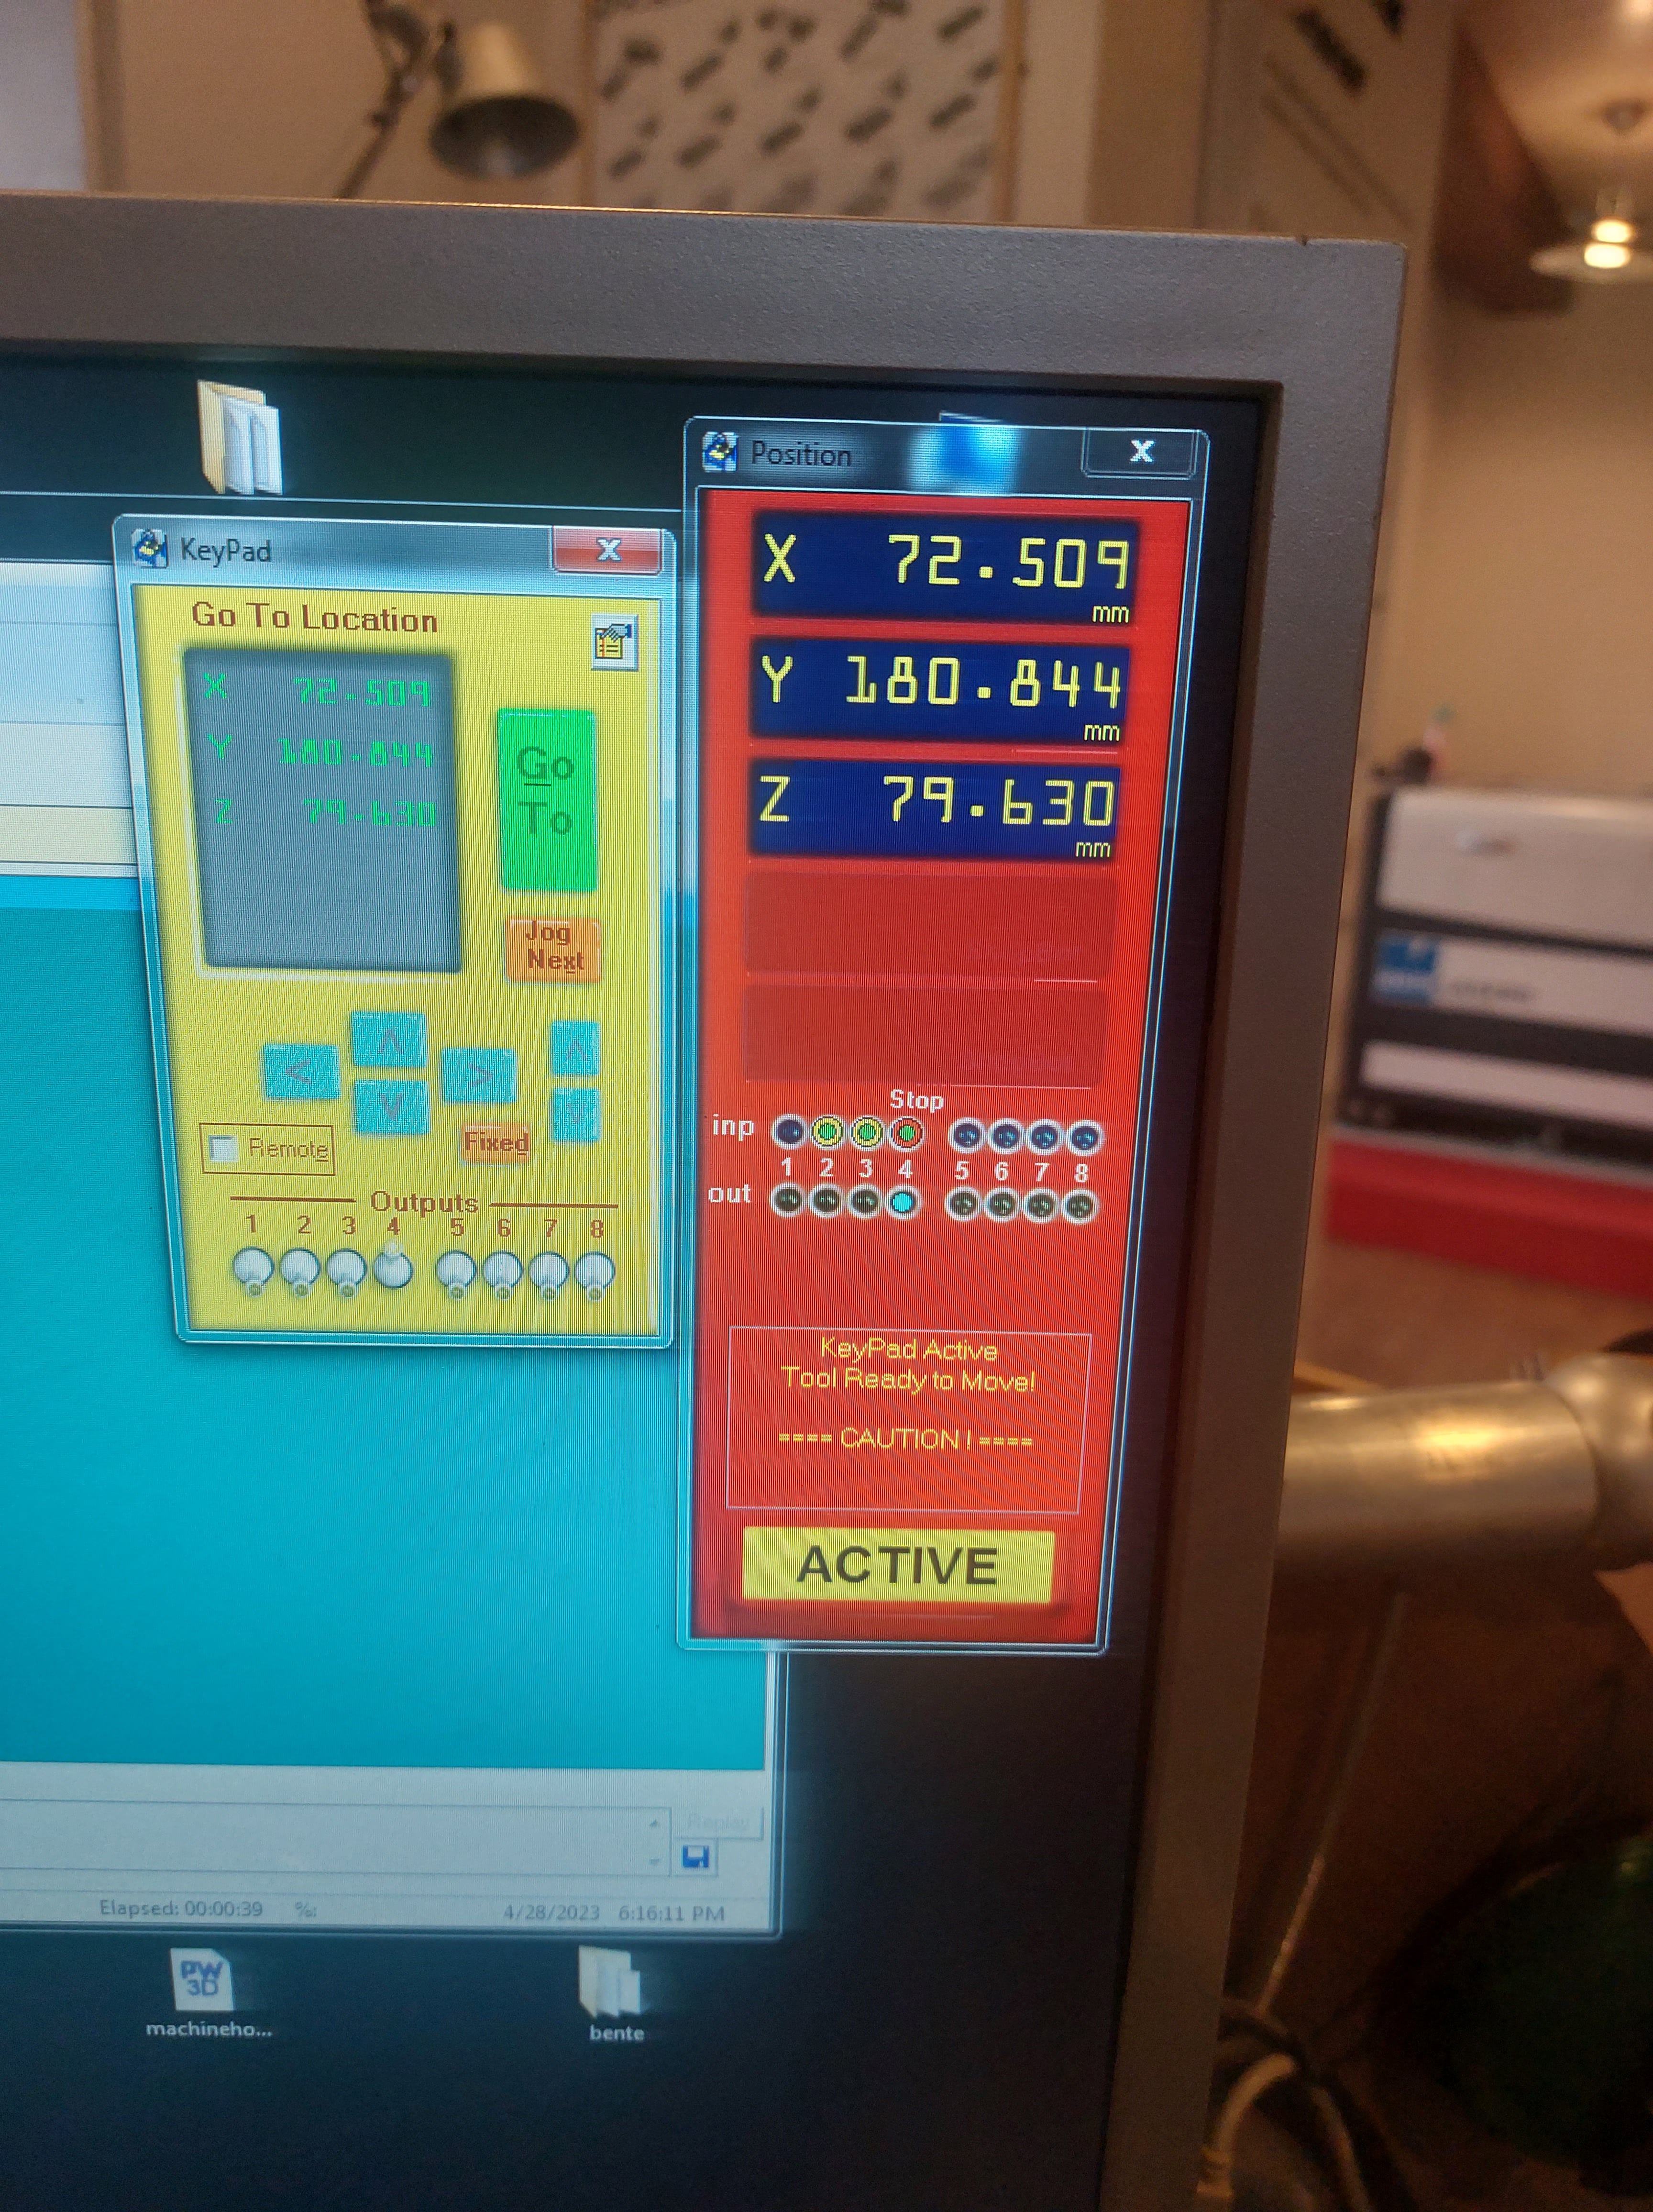 KeyPad
Go To Location
X 72.509
Y 180.844
Z 79.630
Go
To
Jog
Next
<
^
v
>
^
v
Fixed
Remote
Outputs
1 2 3 4 5 6 7 8
Position
X
X 72.509
mm
Y 180.844
mm
Z 79.630
mm
Stop
inp
1 2 3 4 5 6 7 8
out
KeyPad Active
Tool Ready to Move!
==== CAUTION ! ====
ACTIVE
Replay
Elapsed: 00:00:39 %: 4/28/2023 6:16:11 PM
PW
3D
machineho...
bente